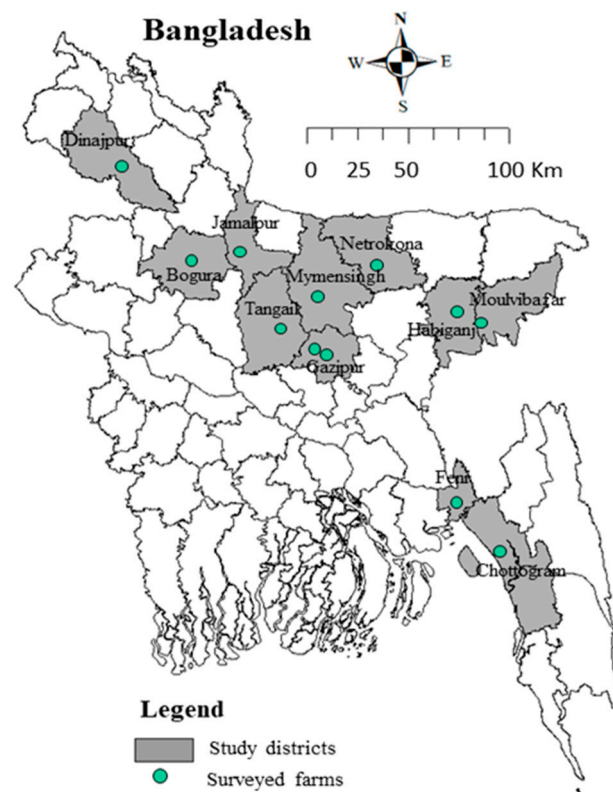 Bangladesh
N
W E
S
0 25 50 100 Km
Dinajpur
Jamalpur
Netrokona
Bogura
Mymensingh
Moulvibazar
Tangail
Habiganj
Gazipur
Feni
Chottogram
Legend
Study districts
Surveyed farms